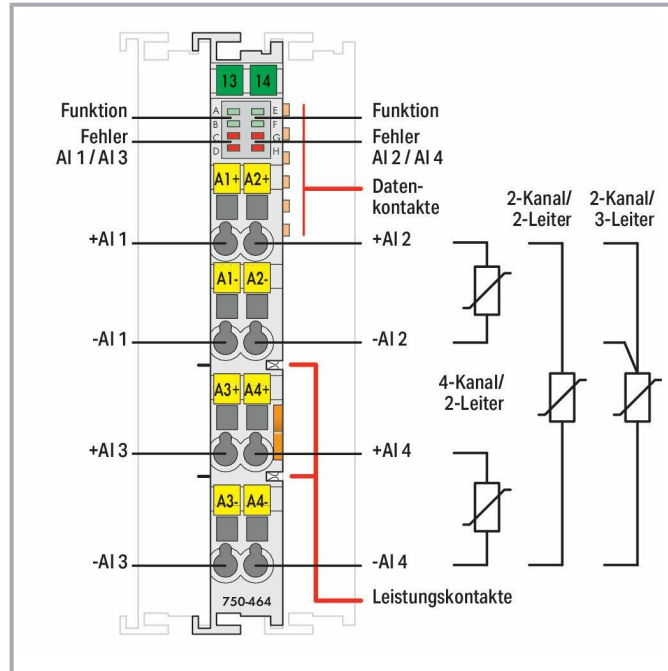 13 14
Funktion
Fehler
AI 1 / AI 3
A
B
C
D
E
F
G
H
Funktion
Fehler
AI 2 / AI 4
Daten-
kontakte
A1+ A2+
+AI 1
+AI 2
A1- A2-
-AI 1
-AI 2
A3+ A4+
+AI 3
+AI 4
A3- A4-
-AI 3
-AI 4
750-464
Leistungskontakte
2-Kanal/
2-Leiter
2-Kanal/
3-Leiter
4-Kanal/
2-Leiter